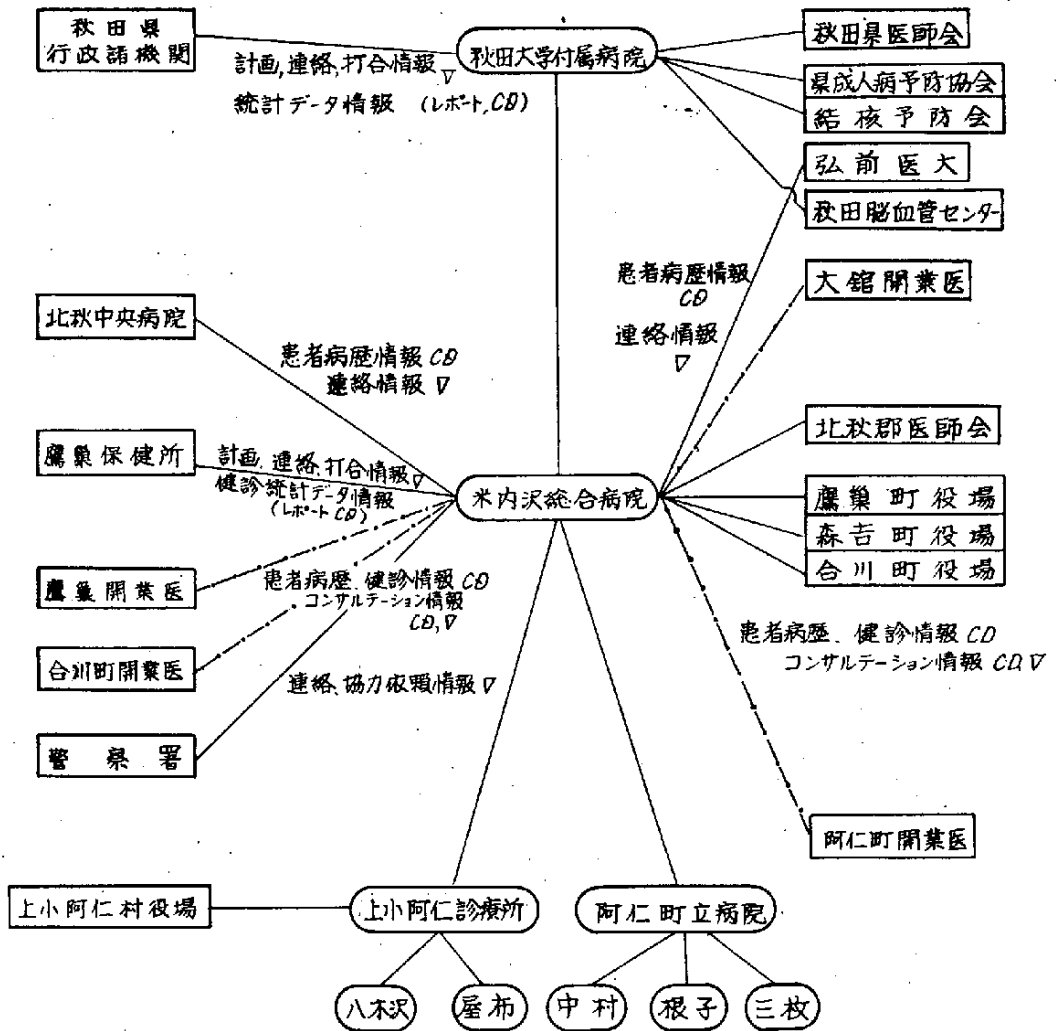 秋田県
行政諸機関
秋田大学付属病院
秋田県医師会
県成人病予防協会
結核予防会
弘前医大
秋田脳血管センター
計画,連絡,打合情報 ▽
統計データ情報 (レポート,CD)
患者病歴情報
CD
連絡情報
▽
大舘開業医
北秋中央病院
患者病歴情報 CD
連絡情報 ▽
北秋郡医師会
鷹巣保健所
計画,連絡,打合情報 ▽
健診統計データ情報
(レポート CD)
米内沢総合病院
鷹巣町役場
森吉町役場
合川町役場
鷹巣開業医
患者病歴、健診情報 CD
コンサルテーション情報
CD,▽
患者病歴、健診情報 CD
コンサルテーション情報 CD,▽
合川町開業医
連絡、協力依頼情報 ▽
警察署
阿仁町開業医
上小阿仁村役場
上小阿仁診療所
阿仁町立病院
八木沢
屋布
中村
根子
三枚